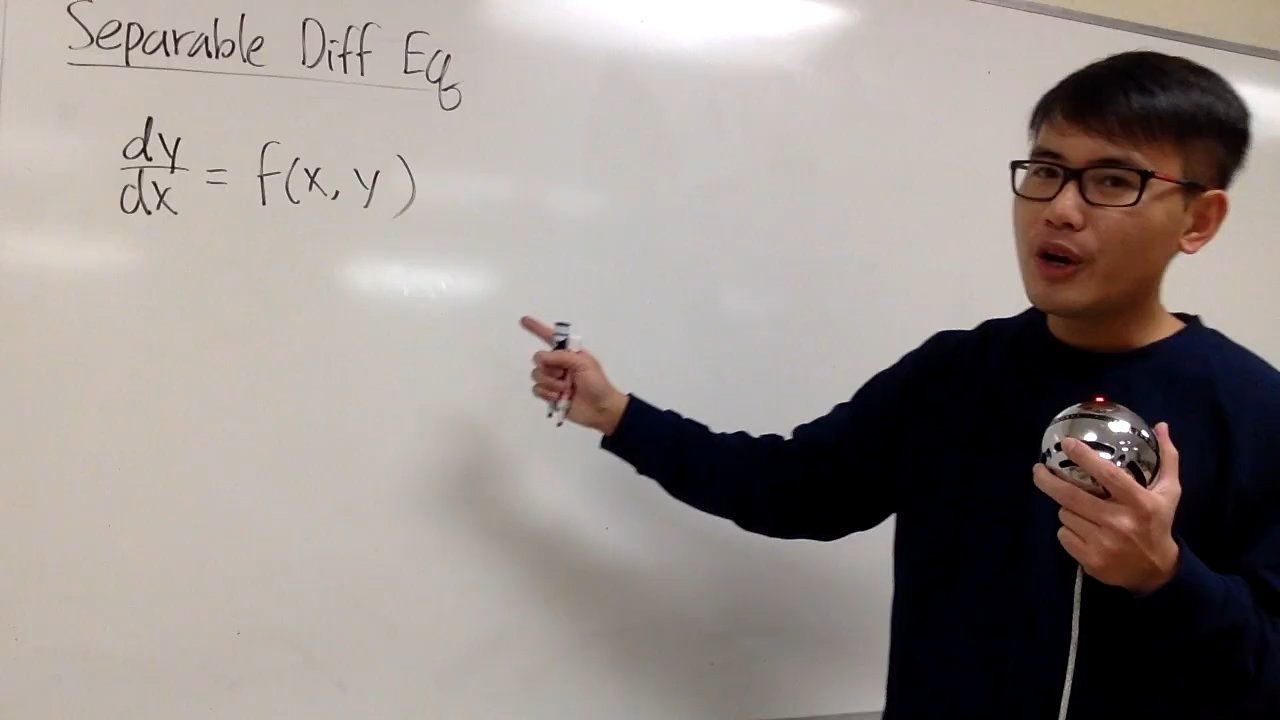 Separable Diff Eq
dy/dx = f(x, y)